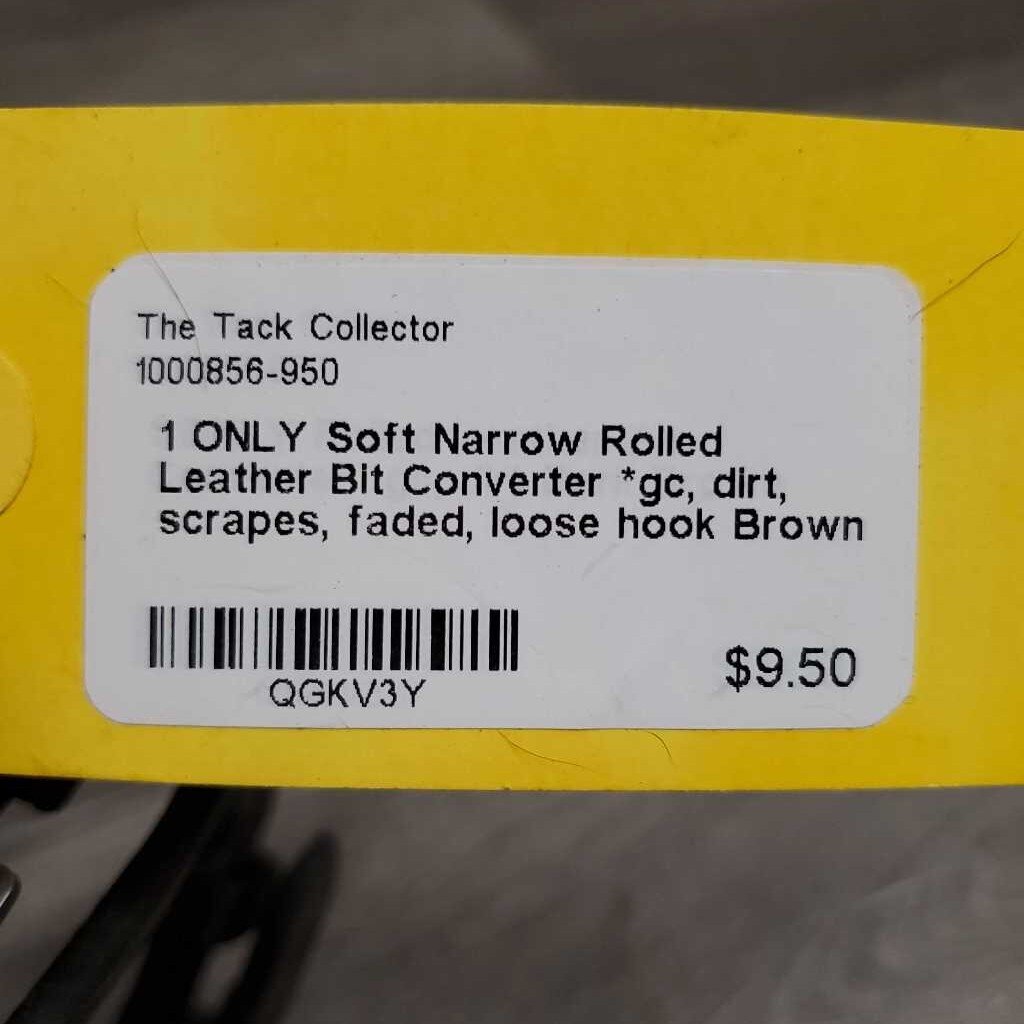 The Tack Collector
1000856-950
1 ONLY Soft Narrow Rolled
Leather Bit Converter *gc, dirt,
scrapes, faded, loose hook Brown
QGKV3Y
$9.50